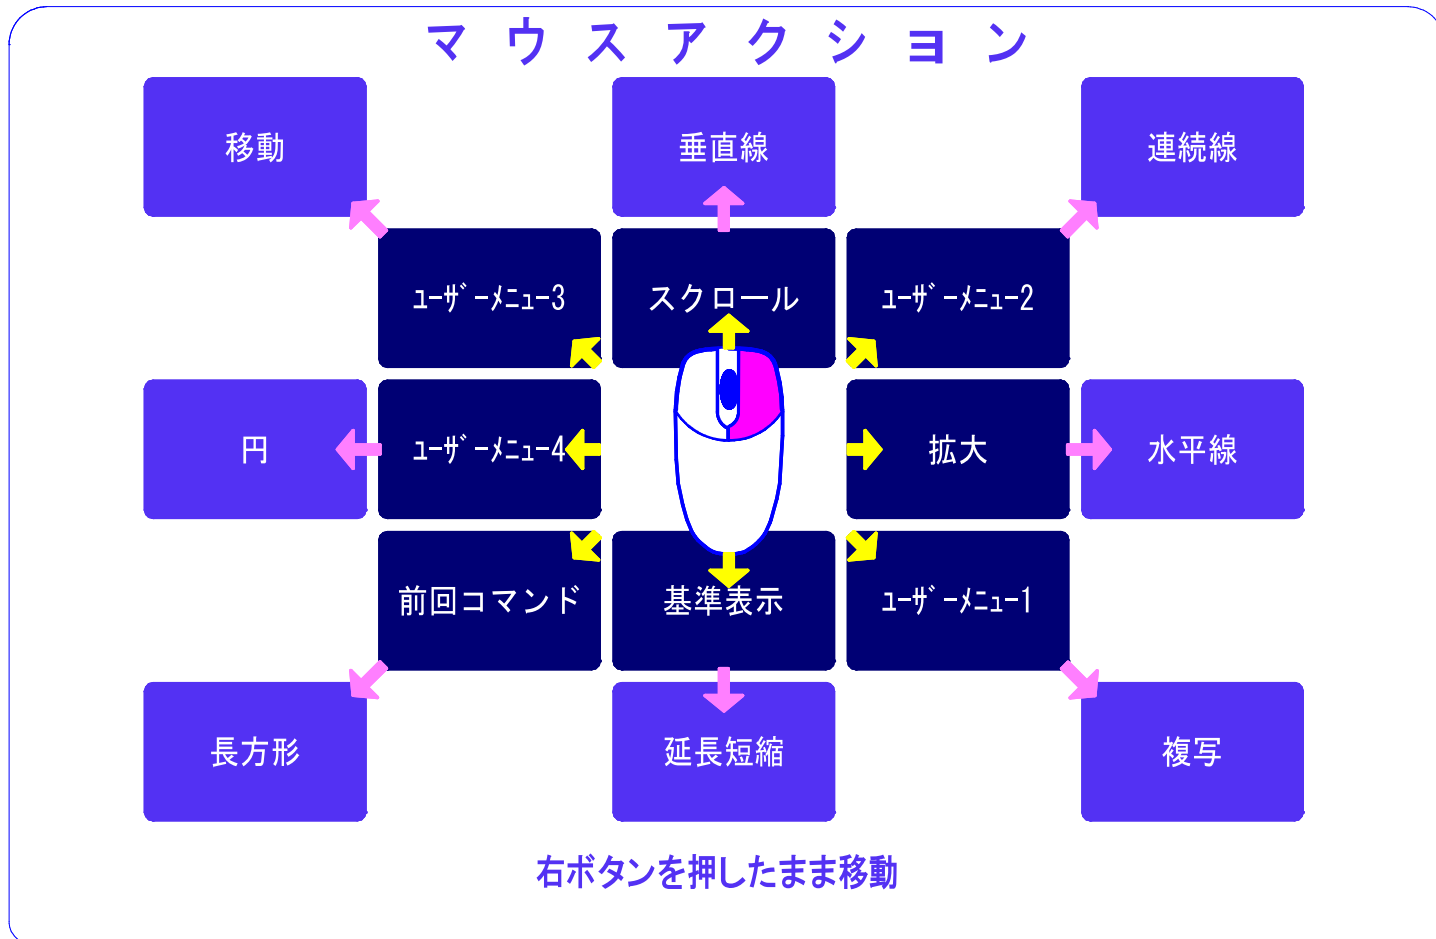 マウスアクション
移動
垂直線
連続線
ﾕｰｻﾞｰﾒﾆｭｰ3
スクロール
ﾕｰｻﾞｰﾒﾆｭｰ2
円
ﾕｰｻﾞｰﾒﾆｭｰ4
拡大
水平線
前回コマンド
基準表示
ﾕｰｻﾞｰﾒﾆｭｰ1
長方形
延長短縮
複写
右ボタンを押したまま移動